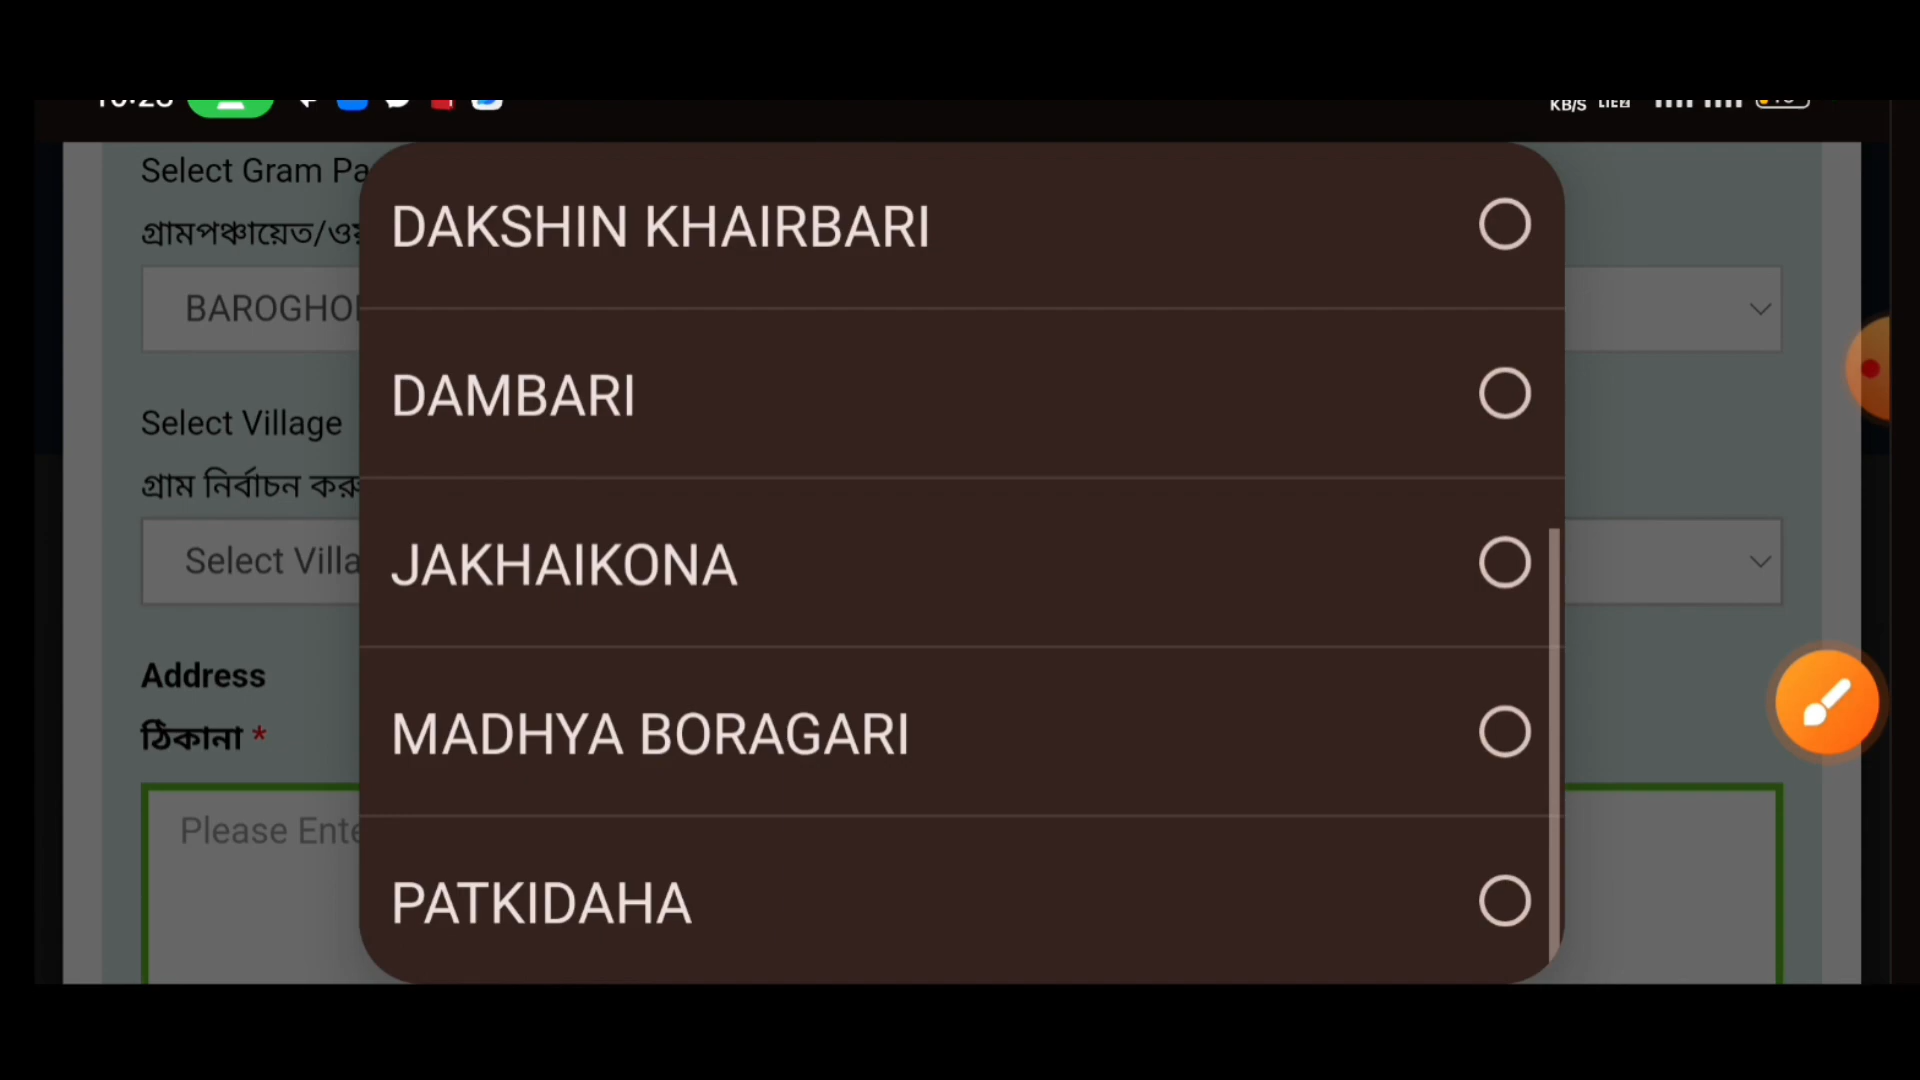 KB/S
Select Gram Pa
গ্রামপঞ্চায়েত/ও
BAROGHO
Select Village
গ্রাম নির্বাচন করু
Select Villa
Address
ঠিকানা *
Please Ente
DAKSHIN KHAIRBARI
DAMBARI
JAKHAIKONA
MADHYA BORAGARI
PATKIDAHA